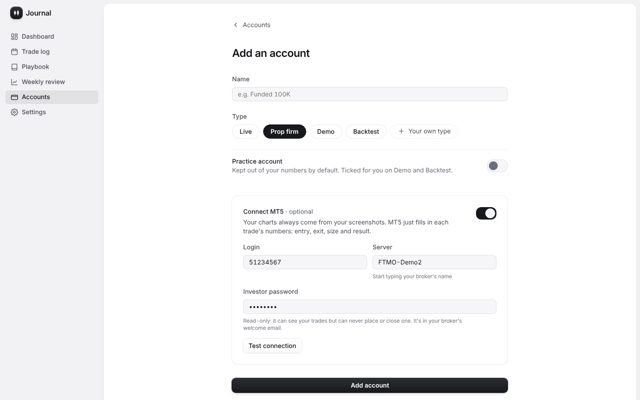 Journal
Dashboard
Trade log
Playbook
Weekly review
Accounts
Settings
Accounts
Add an account
Name
e.g. Funded 100K
Type
Live
Prop firm
Demo
Backtest
+ Your own type
Practice account
Kept out of your numbers by default. Ticked for you on Demo and Backtest.
Connect MT5 · optional
Your charts always come from your screenshots. MT5 just fills in each
trade's numbers: entry, exit, size and result.
Login
Server
51234567
FTMO-Demo2
Start typing your broker's name
Investor password
••••••••
Read-only: it can see your trades but can never place or close one. It's in your broker's
welcome email.
Test connection
Add account